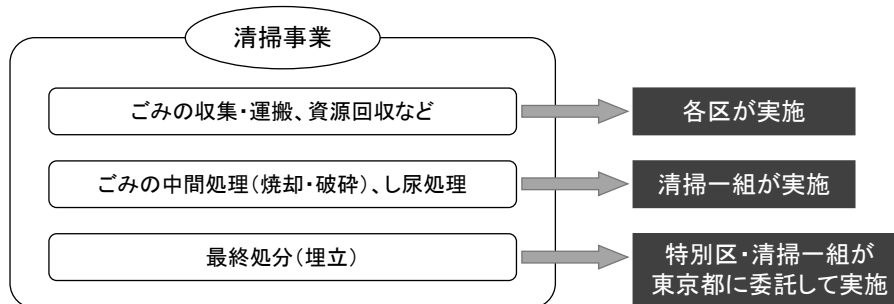 清掃事業
ごみの収集・運搬、資源回収など
各区が実施
ごみの中間処理(焼却・破砕)、し尿処理
清掃一組が実施
最終処分(埋立)
特別区・清掃一組が
東京都に委託して実施